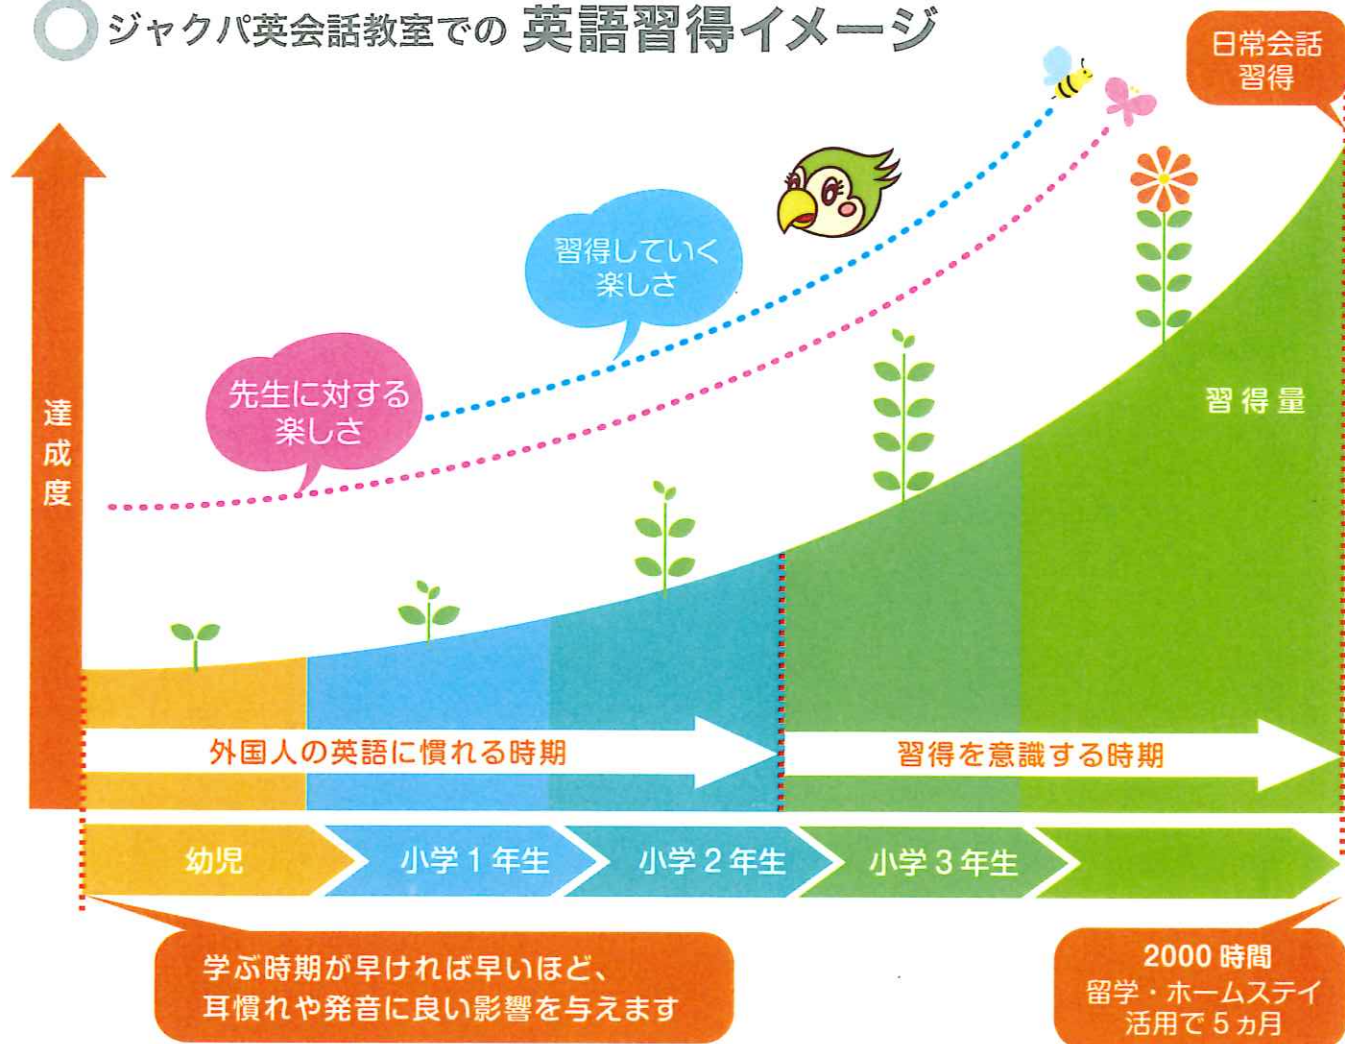 ジャクパ英会話教室での 英語習得イメージ
日常会話
習得
習得していく
楽しさ
先生に対する
楽しさ
達成度
習得量
外国人の英語に慣れる時期
習得を意識する時期
幼児
小学1年生
小学2年生
小学3年生
学ぶ時期が早ければ早いほど、
耳慣れや発音に良い影響を与えます
2000時間
留学・ホームステイ
活用で5ヵ月